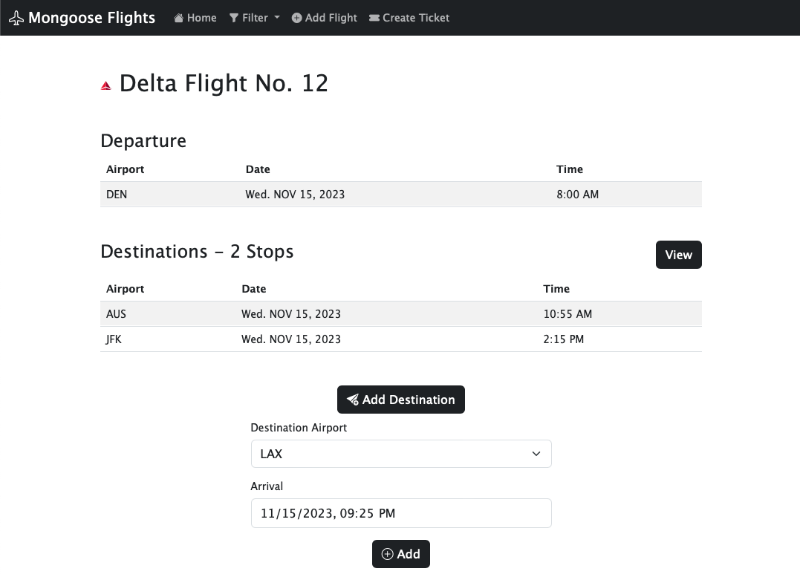 Mongoose Flights Home Filter Add Flight Create Ticket
Delta Flight No. 12
Departure
Airport Date Time
DEN Wed. NOV 15, 2023 8:00 AM
Destinations - 2 Stops View
Airport Date Time
AUS Wed. NOV 15, 2023 10:55 AM
JFK Wed. NOV 15, 2023 2:15 PM
Add Destination
Destination Airport
LAX
Arrival
11/15/2023, 09:25 PM
Add